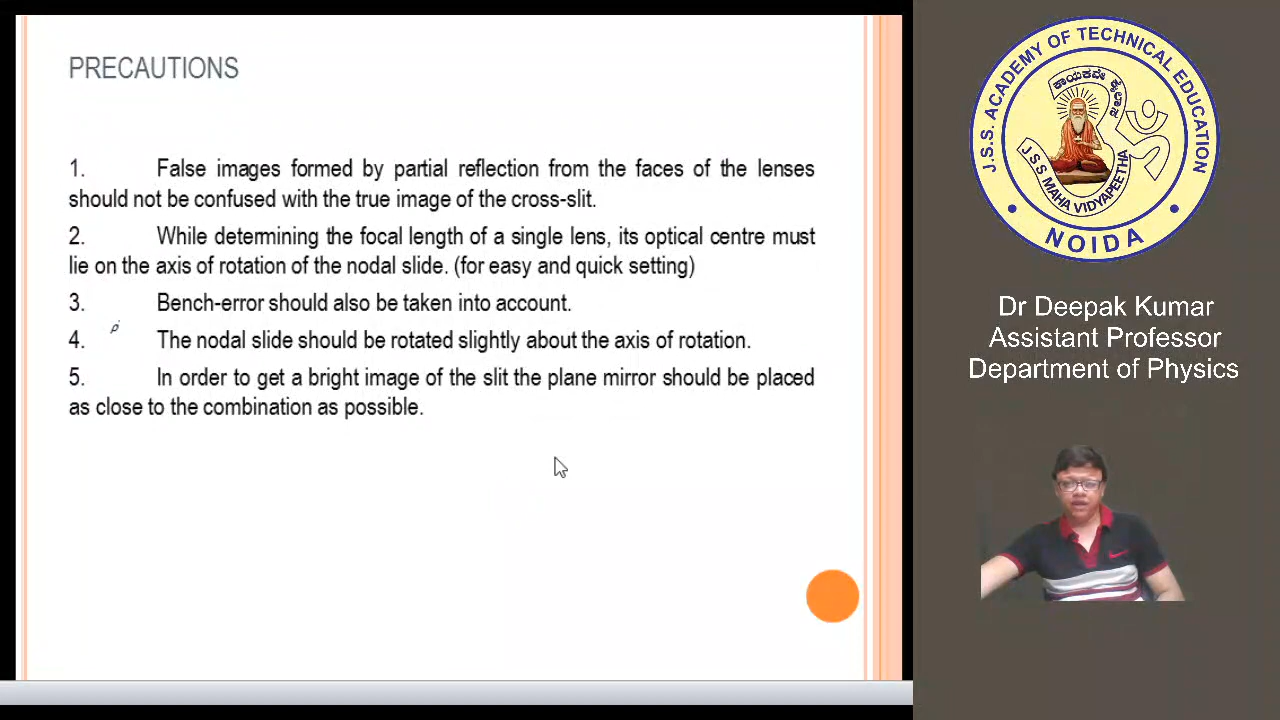 PRECAUTIONS
1. False images formed by partial reflection from the faces of the lenses
should not be confused with the true image of the cross-slit.
2. While determining the focal length of a single lens, its optical centre must
lie on the axis of rotation of the nodal slide. (for easy and quick setting)
3. Bench-error should also be taken into account.
4. The nodal slide should be rotated slightly about the axis of rotation.
5. In order to get a bright image of the slit the plane mirror should be placed
as close to the combination as possible.
J.S.S. ACADEMY OF TECHNICAL EDUCATION
ಕಾಯಕವೇ ಕೈಲಾಸ
J S S MAHA VIDYAPEETHA
NOIDA
Dr Deepak Kumar
Assistant Professor
Department of Physics